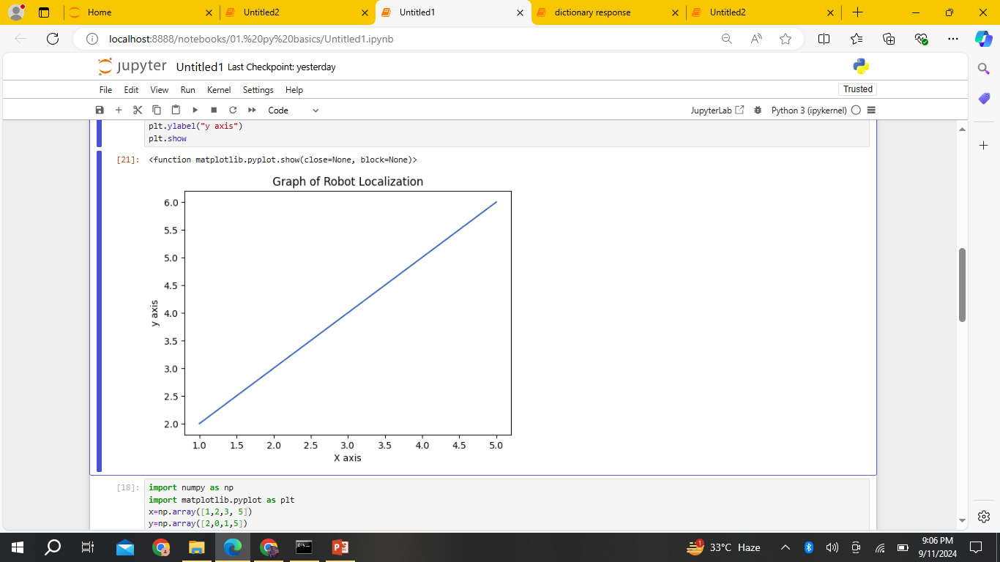 Home
Untitled2
Untitled1
dictionary response
Untitled2
localhost:8888/notebooks/01.%20py%20basics/Untitled1.ipynb
jupyter Untitled1 Last Checkpoint: yesterday
File Edit View Run Kernel Settings Help
Trusted
Code
JupyterLab
Python 3 (ipykernel)
plt.ylabel("y axis")
plt.show
[21]: <function matplotlib.pyplot.show(close=None, block=None)>
Graph of Robot Localization
6.0
5.5
5.0
4.5
4.0
3.5
3.0
2.5
2.0
y axis
1.0 1.5 2.0 2.5 3.0 3.5 4.0 4.5 5.0
X axis
[18]: import numpy as np
import matplotlib.pyplot as plt
x=np.array([1,2,3, 5])
y=np.array([2,0,1,5])
1
33°C Haze
9:06 PM
9/11/2024